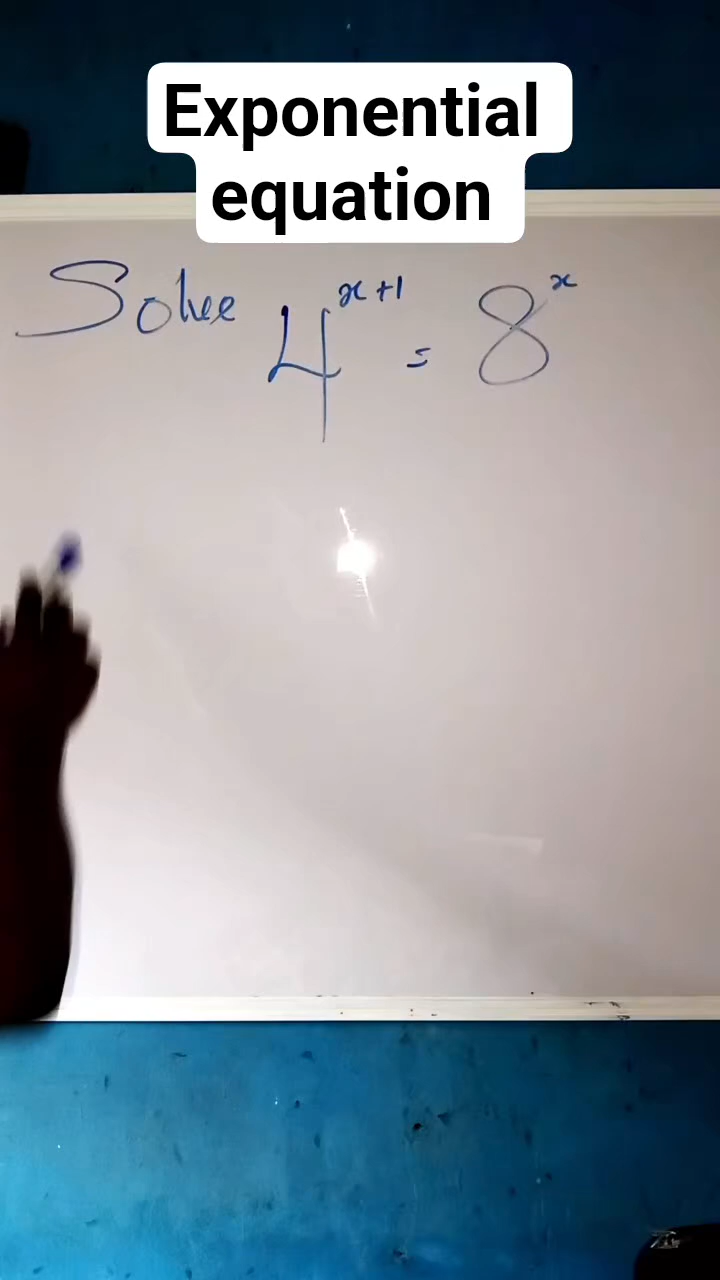 Exponential
equation
Solve 4^{x+1} = 8^x